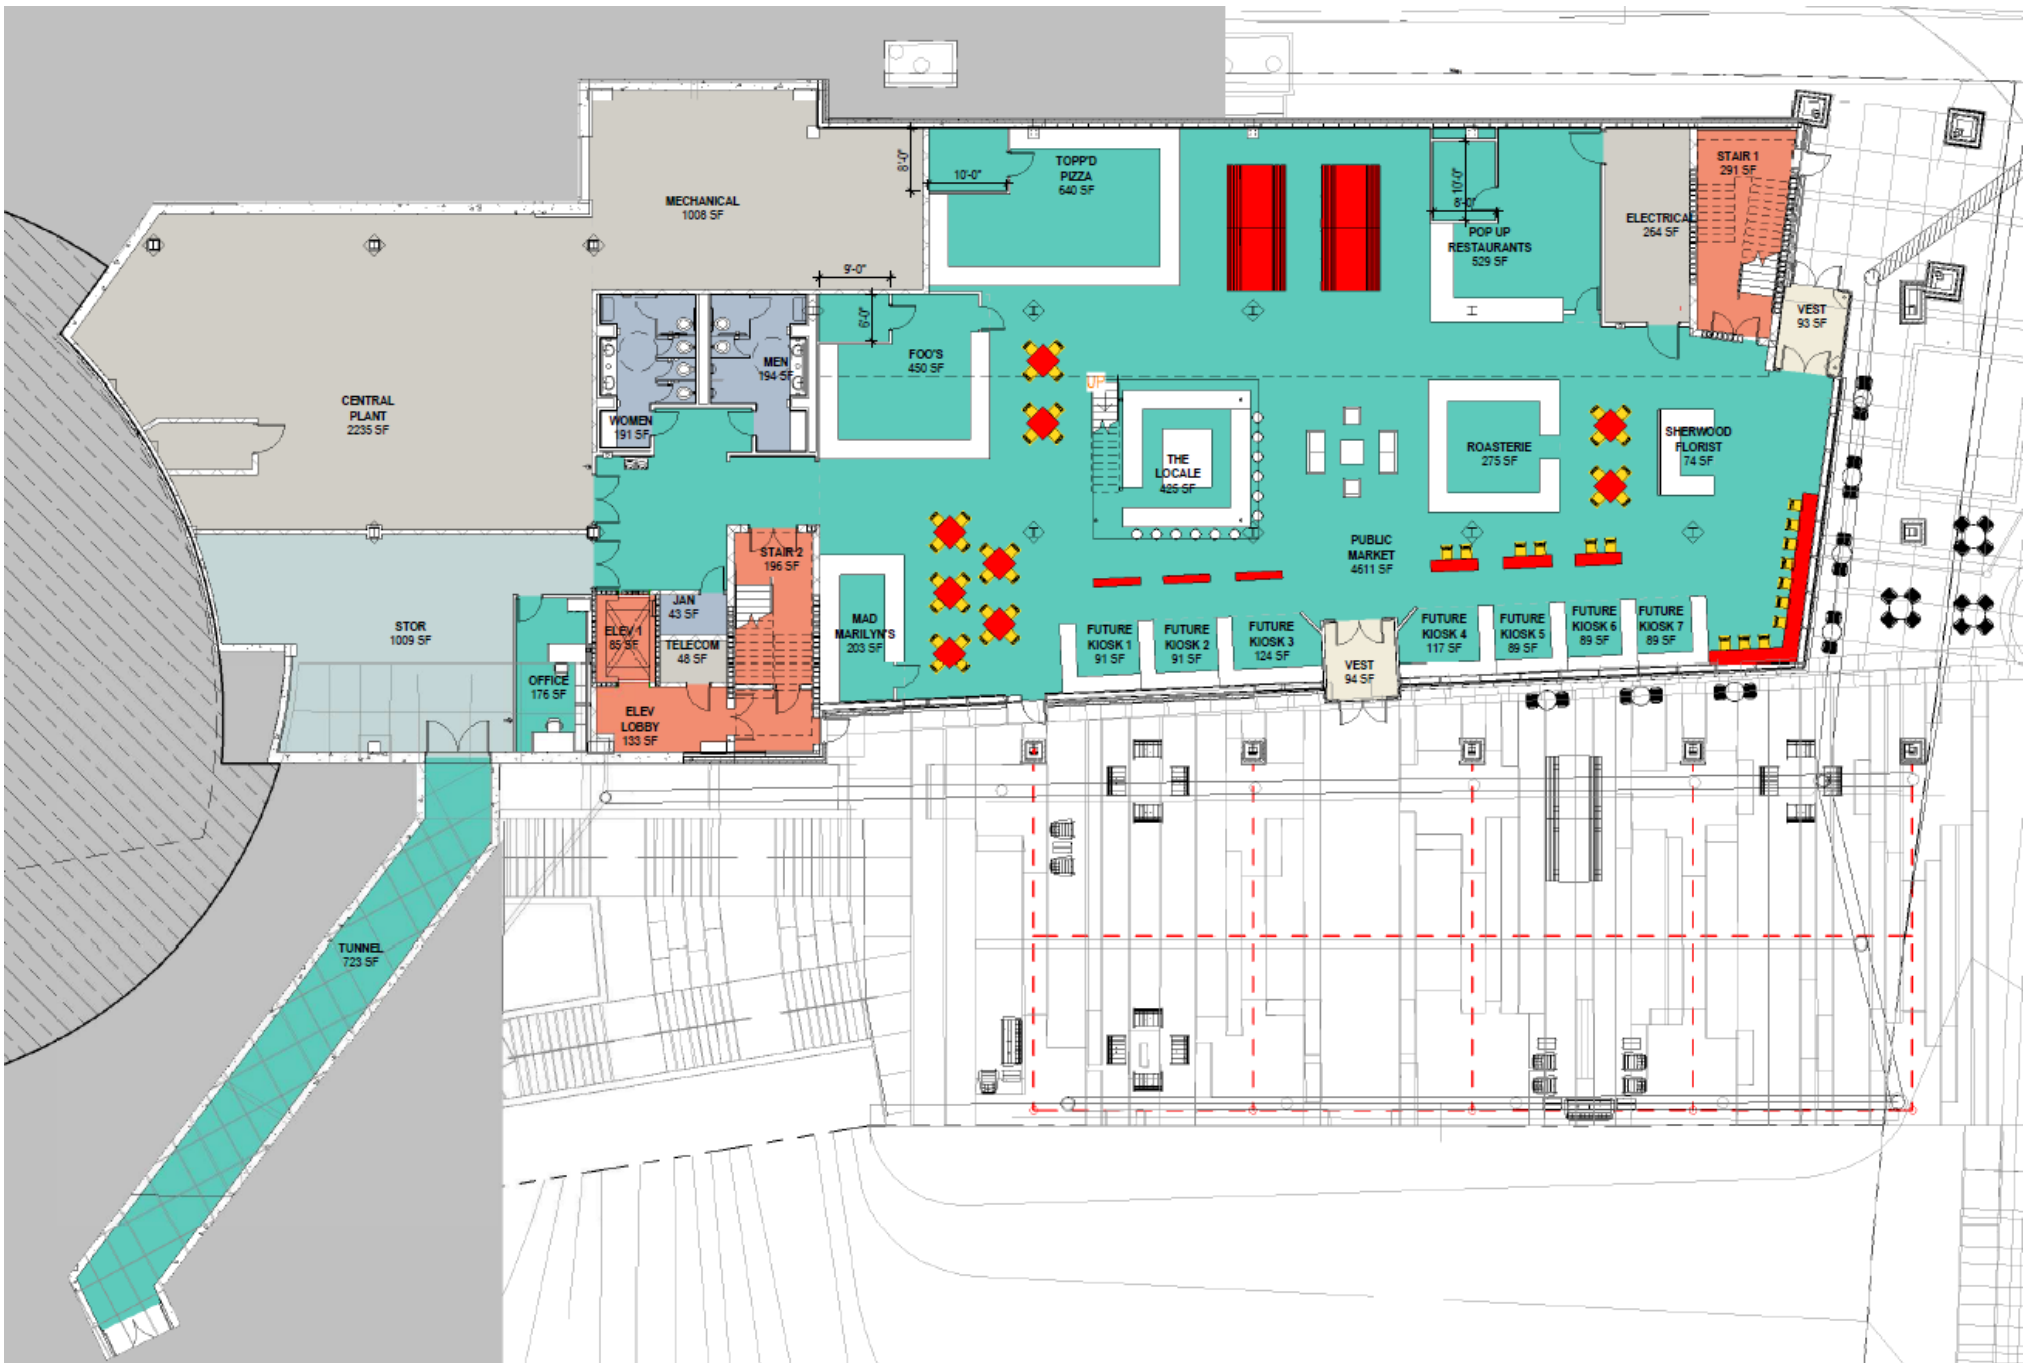 TOPP'D
PIZZA
640 SF
8'-0"
10'-0"
MECHANICAL
1008 SF
10'-0"
8'-0"
POP UP
RESTAURANTS
529 SF
ELECTRICAL
264 SF
STAIR 1
291 SF
VEST
93 SF
9'-0"
6'-0"
FOO'S
450 SF
MEN
194 SF
WOMEN
191 SF
CENTRAL
PLANT
2235 SF
UP
THE
LOCALE
425 SF
ROASTERIE
275 SF
SHERWOOD
FLORIST
74 SF
PUBLIC
MARKET
4611 SF
STAIR 2
196 SF
JAN
43 SF
ELEV 1
65 SF
TELECOM
48 SF
STOR
1009 SF
OFFICE
176 SF
ELEV
LOBBY
133 SF
MAD
MARILYN'S
203 SF
FUTURE
KIOSK 1
91 SF
FUTURE
KIOSK 2
91 SF
FUTURE
KIOSK 3
124 SF
VEST
94 SF
FUTURE
KIOSK 4
117 SF
FUTURE
KIOSK 5
89 SF
FUTURE
KIOSK 6
89 SF
FUTURE
KIOSK 7
89 SF
TUNNEL
723 SF